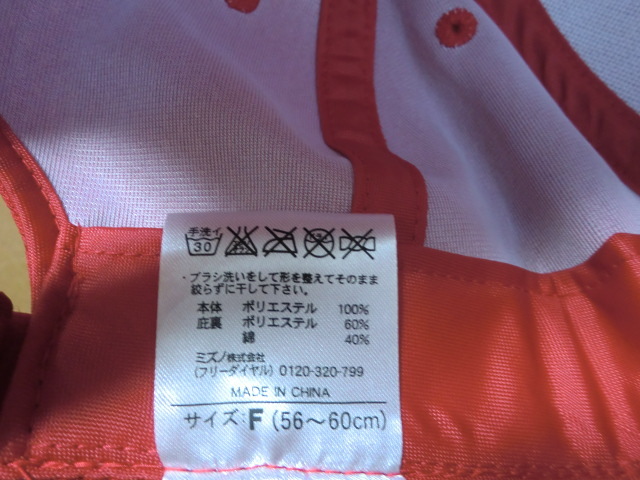 手洗イ
30
・ブラシ洗いをして形を整えてそのまま
絞らずに干して下さい。
本体 ポリエステル 100%
庇裏 ポリエステル 60%
綿 40%
ミズノ株式会社
(フリーダイヤル) 0120-320-799
MADE IN CHINA
サイズ:F (56～60cm)